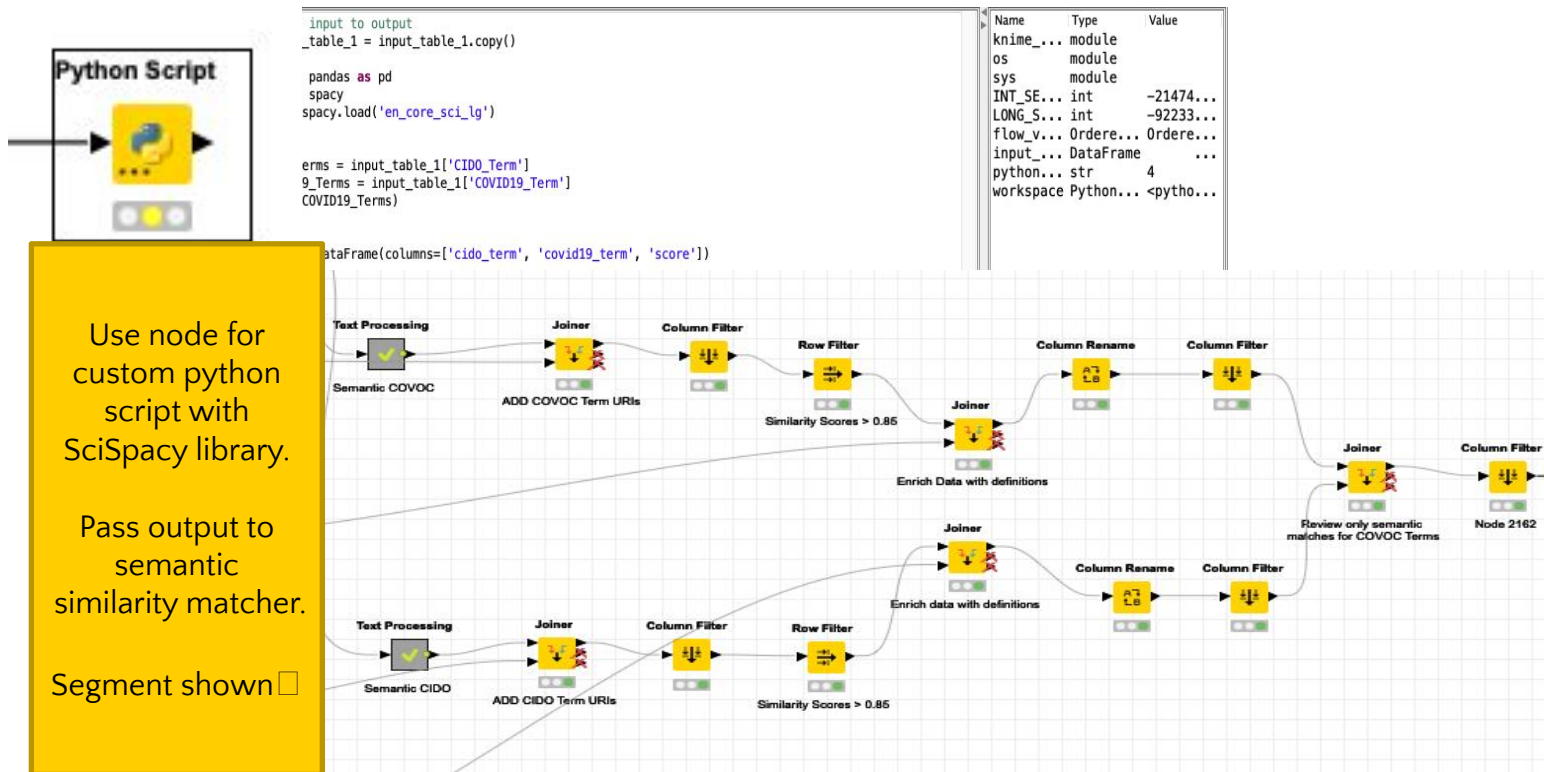 Python Script
input to output
_table_1 = input_table_1.copy()
pandas as pd
spacy
spacy.load('en_core_sci_lg')
erms = input_table_1['CIDO_Term']
9_Terms = input_table_1['COVID19_Term']
COVID19_Terms)
ataFrame(columns=['cido_term', 'covid19_term', 'score'])
Name Type Value
knime_... module
os module
sys module
INT_SE... int -21474...
LONG_S... int -92233...
flow_v... Ordere... Ordere...
input_... DataFrame ...
python... str 4
workspace Python... <pytho...
Use node for
custom python
script with
SciSpacy library.
Pass output to
semantic
similarity matcher.
Segment shown□
Text Processing
Semantic COVOC
Joiner
ADD COVOC Term URIs
Column Filter
Row Filter
Similarity Scores > 0.85
Joiner
Enrich Data with definitions
Column Rename
Column Filter
Joiner
Review only semantic
matches for COVOC Terms
Column Filter
Node 2162
Text Processing
Semantic CIDO
Joiner
ADD CIDO Term URIs
Column Filter
Row Filter
Similarity Scores > 0.85
Joiner
Enrich data with definitions
Column Rename
Column Filter